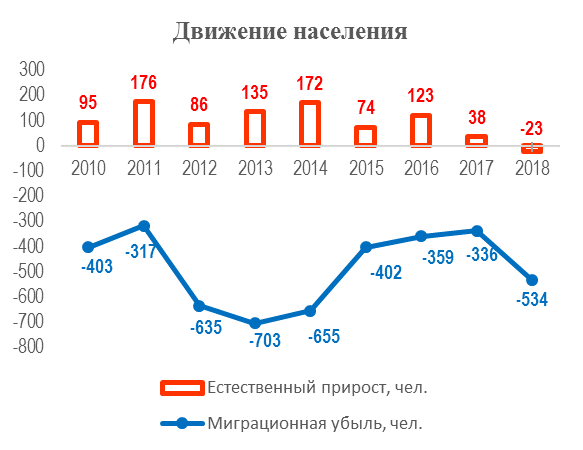 Движение населения
300
200
100
0
-100
-200
-300
-400
-500
-600
-700
-800
95 176 86 135 172 74 123 38 -23
2010 2011 2012 2013 2014 2015 2016 2017 2018
-403 -317 -635 -703 -655 -402 -359 -336 -534
Естественный прирост, чел.
Миграционная убыль, чел.